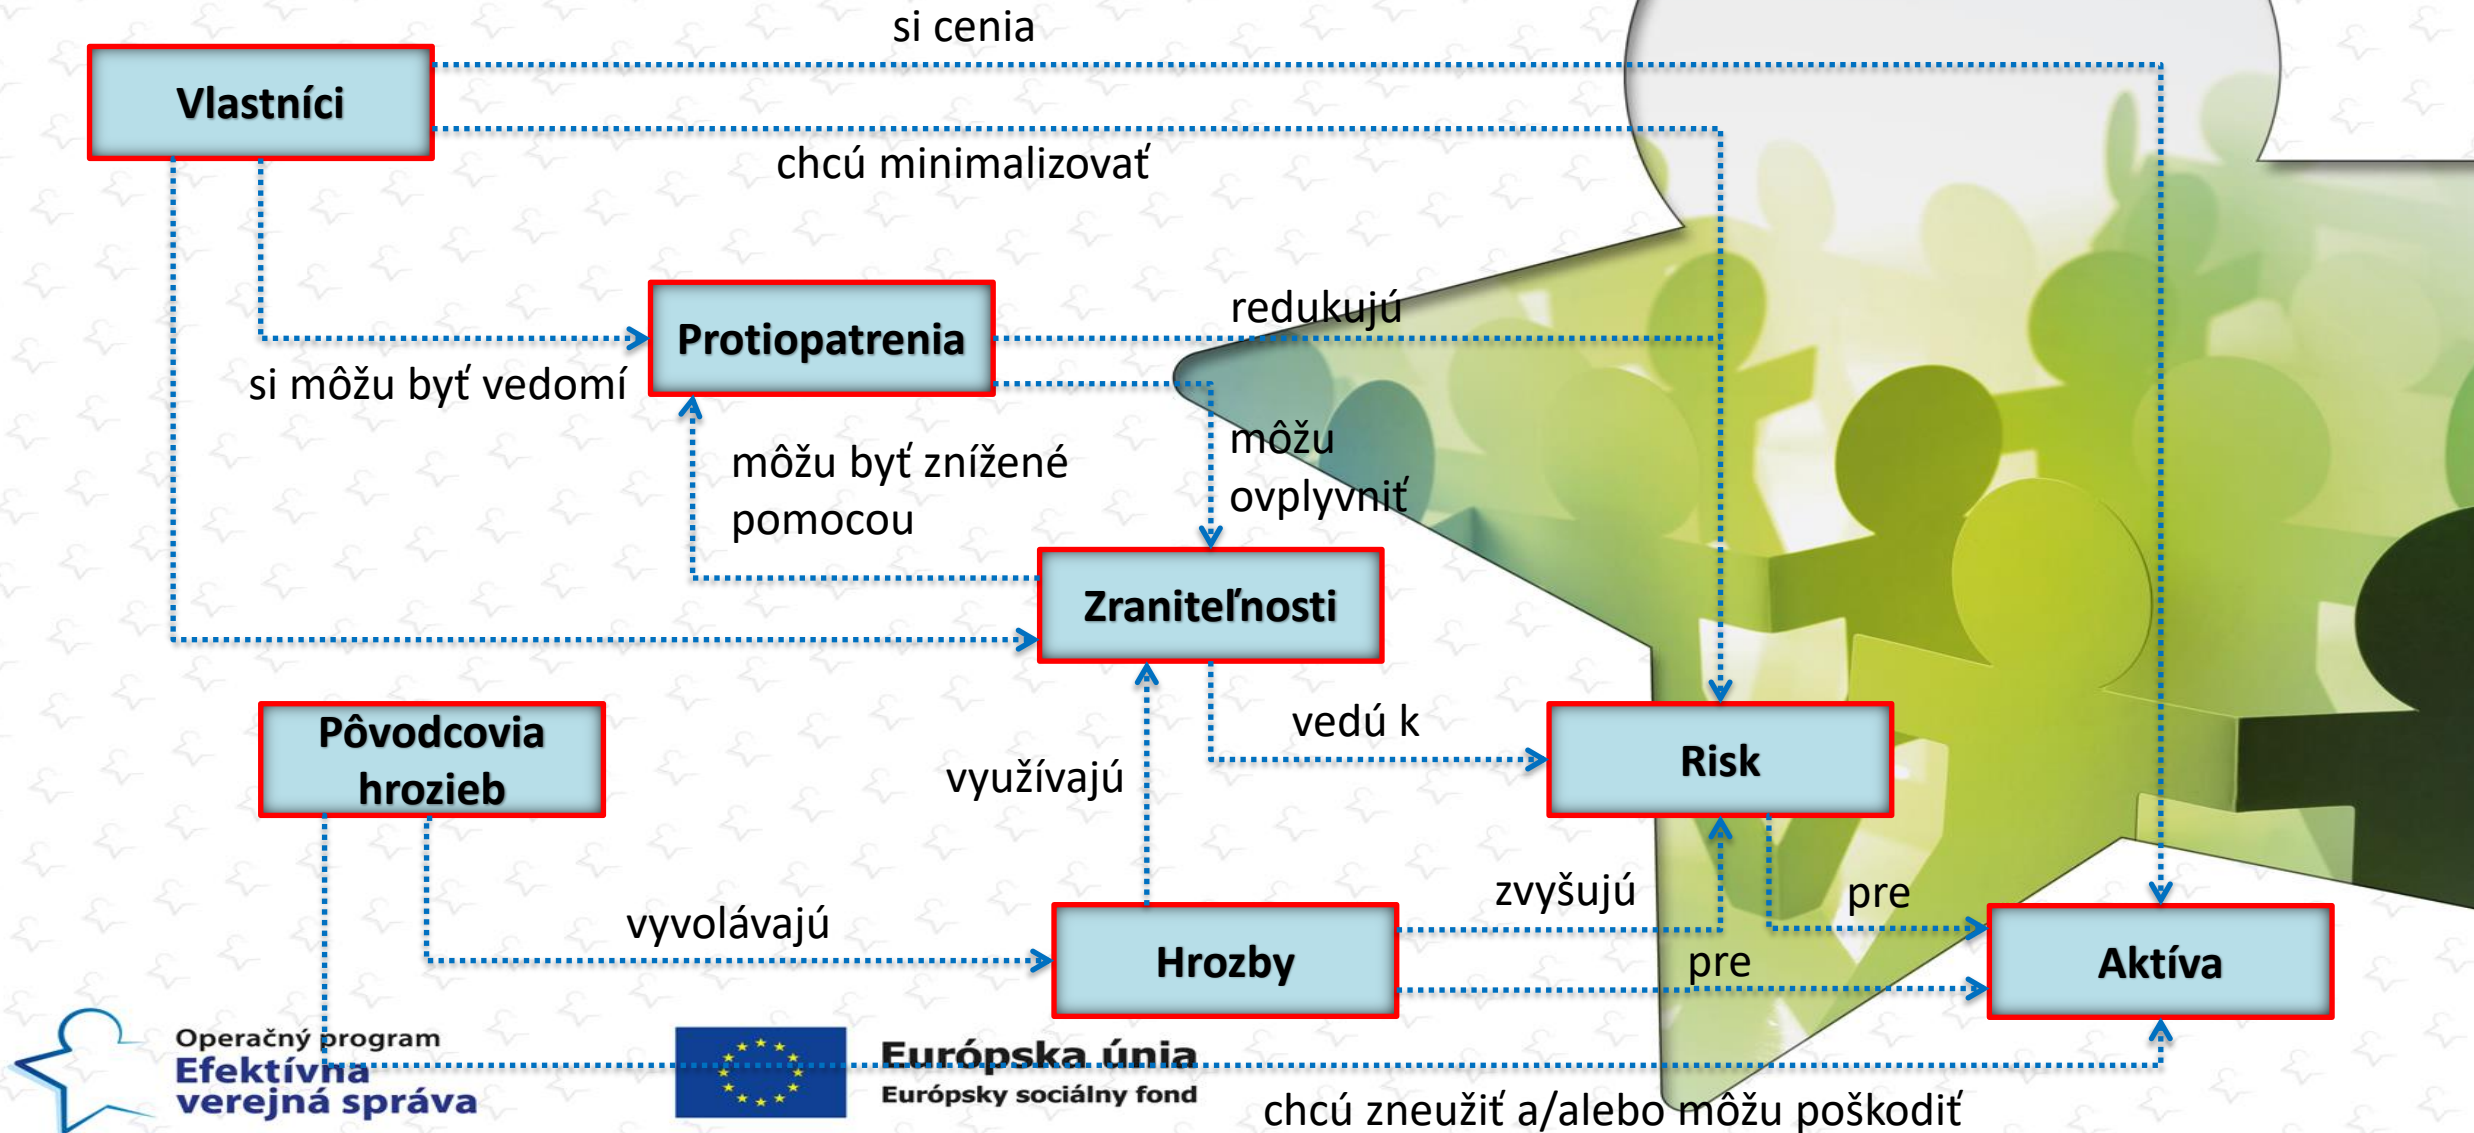 si cenia
Vlastníci
chcú minimalizovať
redukujú
Protiopatrenia
si môžu byť vedomí
môžu
ovplyvniť
môžu byť znížené
pomocou
Zraniteľnosti
Pôvodcovia
hrozieb
vedú k
Risk
využívajú
zvyšujú
pre
vyvolávajú
Hrozby
pre
Aktíva
Operačný program
Efektívna
verejná správa
Európska únia
Európsky sociálny fond
chcú zneužiť a/alebo môžu poškodiť